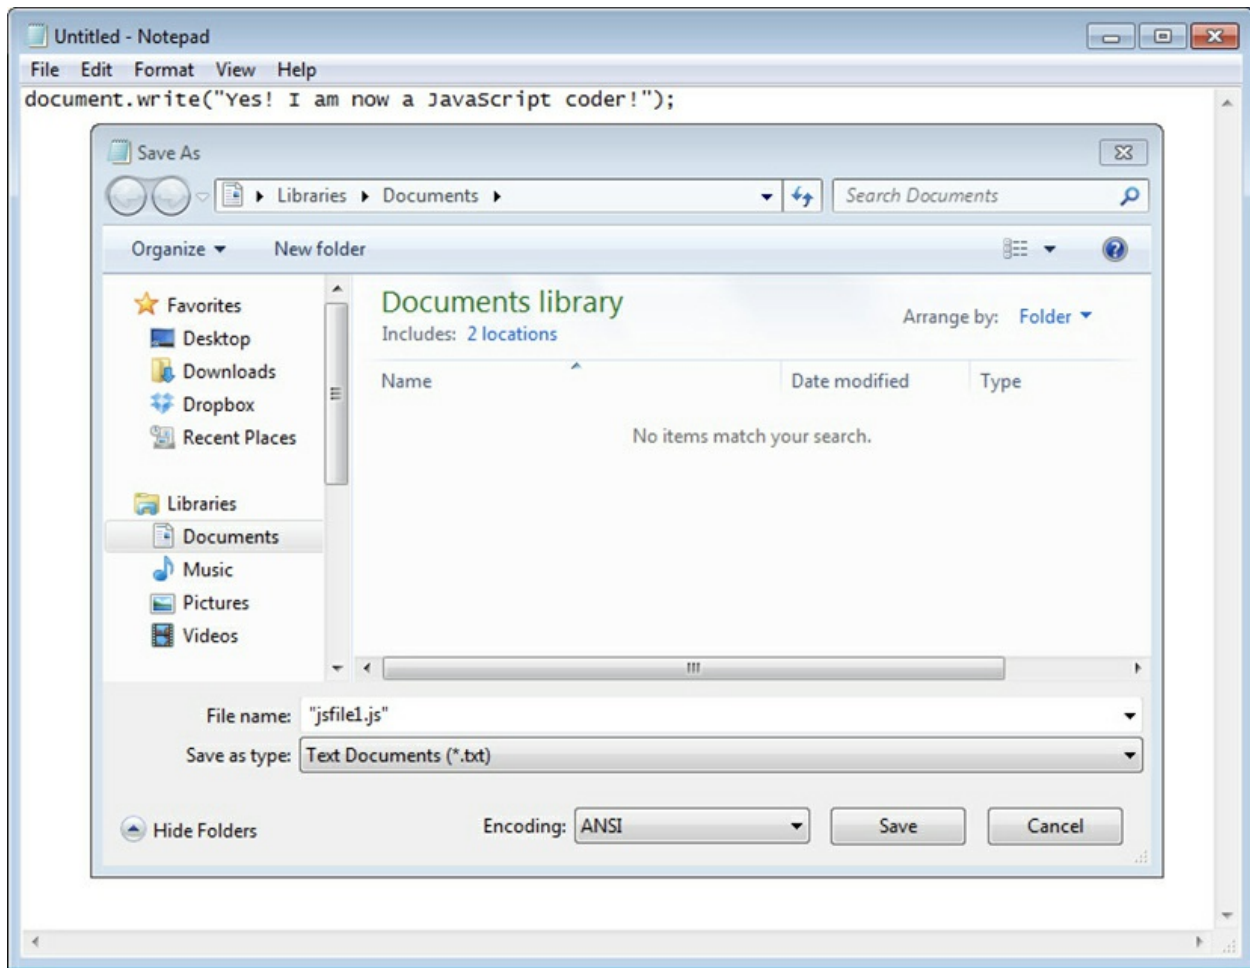 Untitled - Notepad
File Edit Format View Help
document.write("Yes! I am now a JavaScript coder!");
Save As
Libraries Documents
Search Documents
Organize New folder
Favorites
Desktop
Downloads
Dropbox
Recent Places
Libraries
Documents
Music
Pictures
Videos
Documents library
Includes: 2 locations
Arrange by: Folder
Name Date modified Type
No items match your search.
File name: "jsfile1.js"
Save as type: Text Documents (*.txt)
Hide Folders
Encoding: ANSI
Save Cancel